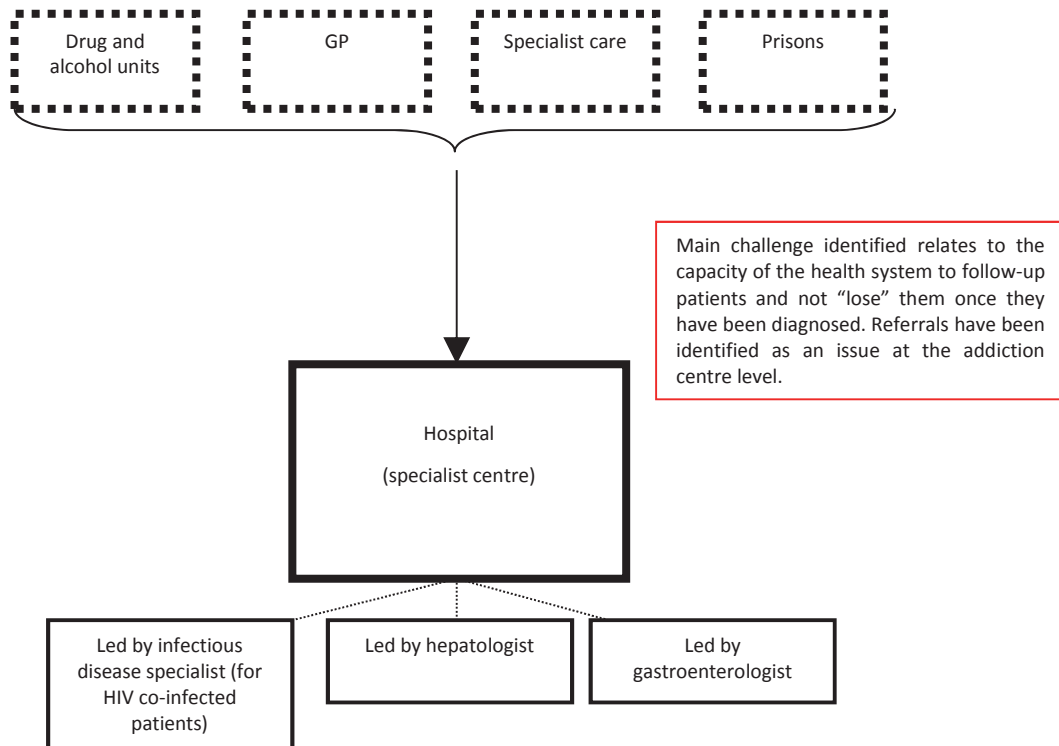 Drug and
alcohol units
GP
Specialist care
Prisons
Main challenge identified relates to the
capacity of the health system to follow-up
patients and not “lose” them once they
have been diagnosed. Referrals have been
identified as an issue at the addiction
centre level.
Hospital
(specialist centre)
Led by infectious
disease specialist (for
HIV co-infected
patients)
Led by hepatologist
Led by
gastroenterologist